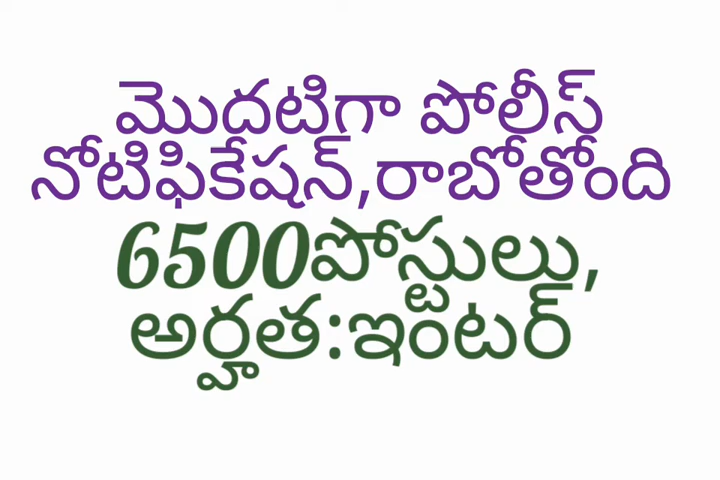 మొదటిగా పోలీస్
నోటిఫికేషన్,రాబోతోంది
6500పోస్టులు,
అర్హత:ఇంటర్